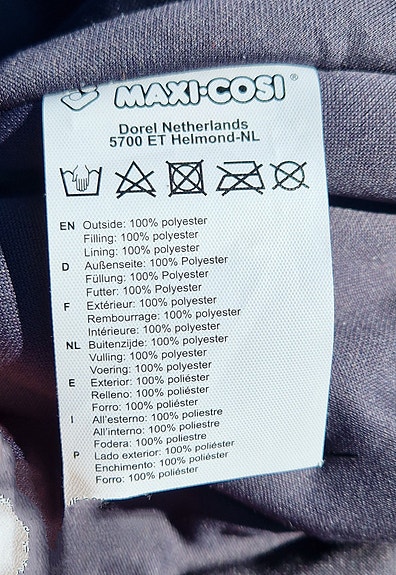 MAXI-COSI®
Dorel Netherlands
5700 ET Helmond-NL
EN Outside: 100% polyester
Filling: 100% polyester
Lining: 100% polyester
D Außenseite: 100% Polyester
Füllung: 100% Polyester
Futter: 100% Polyester
F Extérieur: 100% polyester
Rembourrage: 100% polyester
Intérieure: 100% polyester
NL Buitenzijde: 100% polyester
Vulling: 100% polyester
Voering: 100% polyester
E Exterior: 100% poliéster
Relleno: 100% poliéster
Forro: 100% poliéster
I All'esterno: 100% poliestre
All'interno: 100% poliestre
Fodera: 100% poliestre
P Lado exterior: 100% poliéster
Enchimento: 100% poliéster
Forro: 100% poliéster